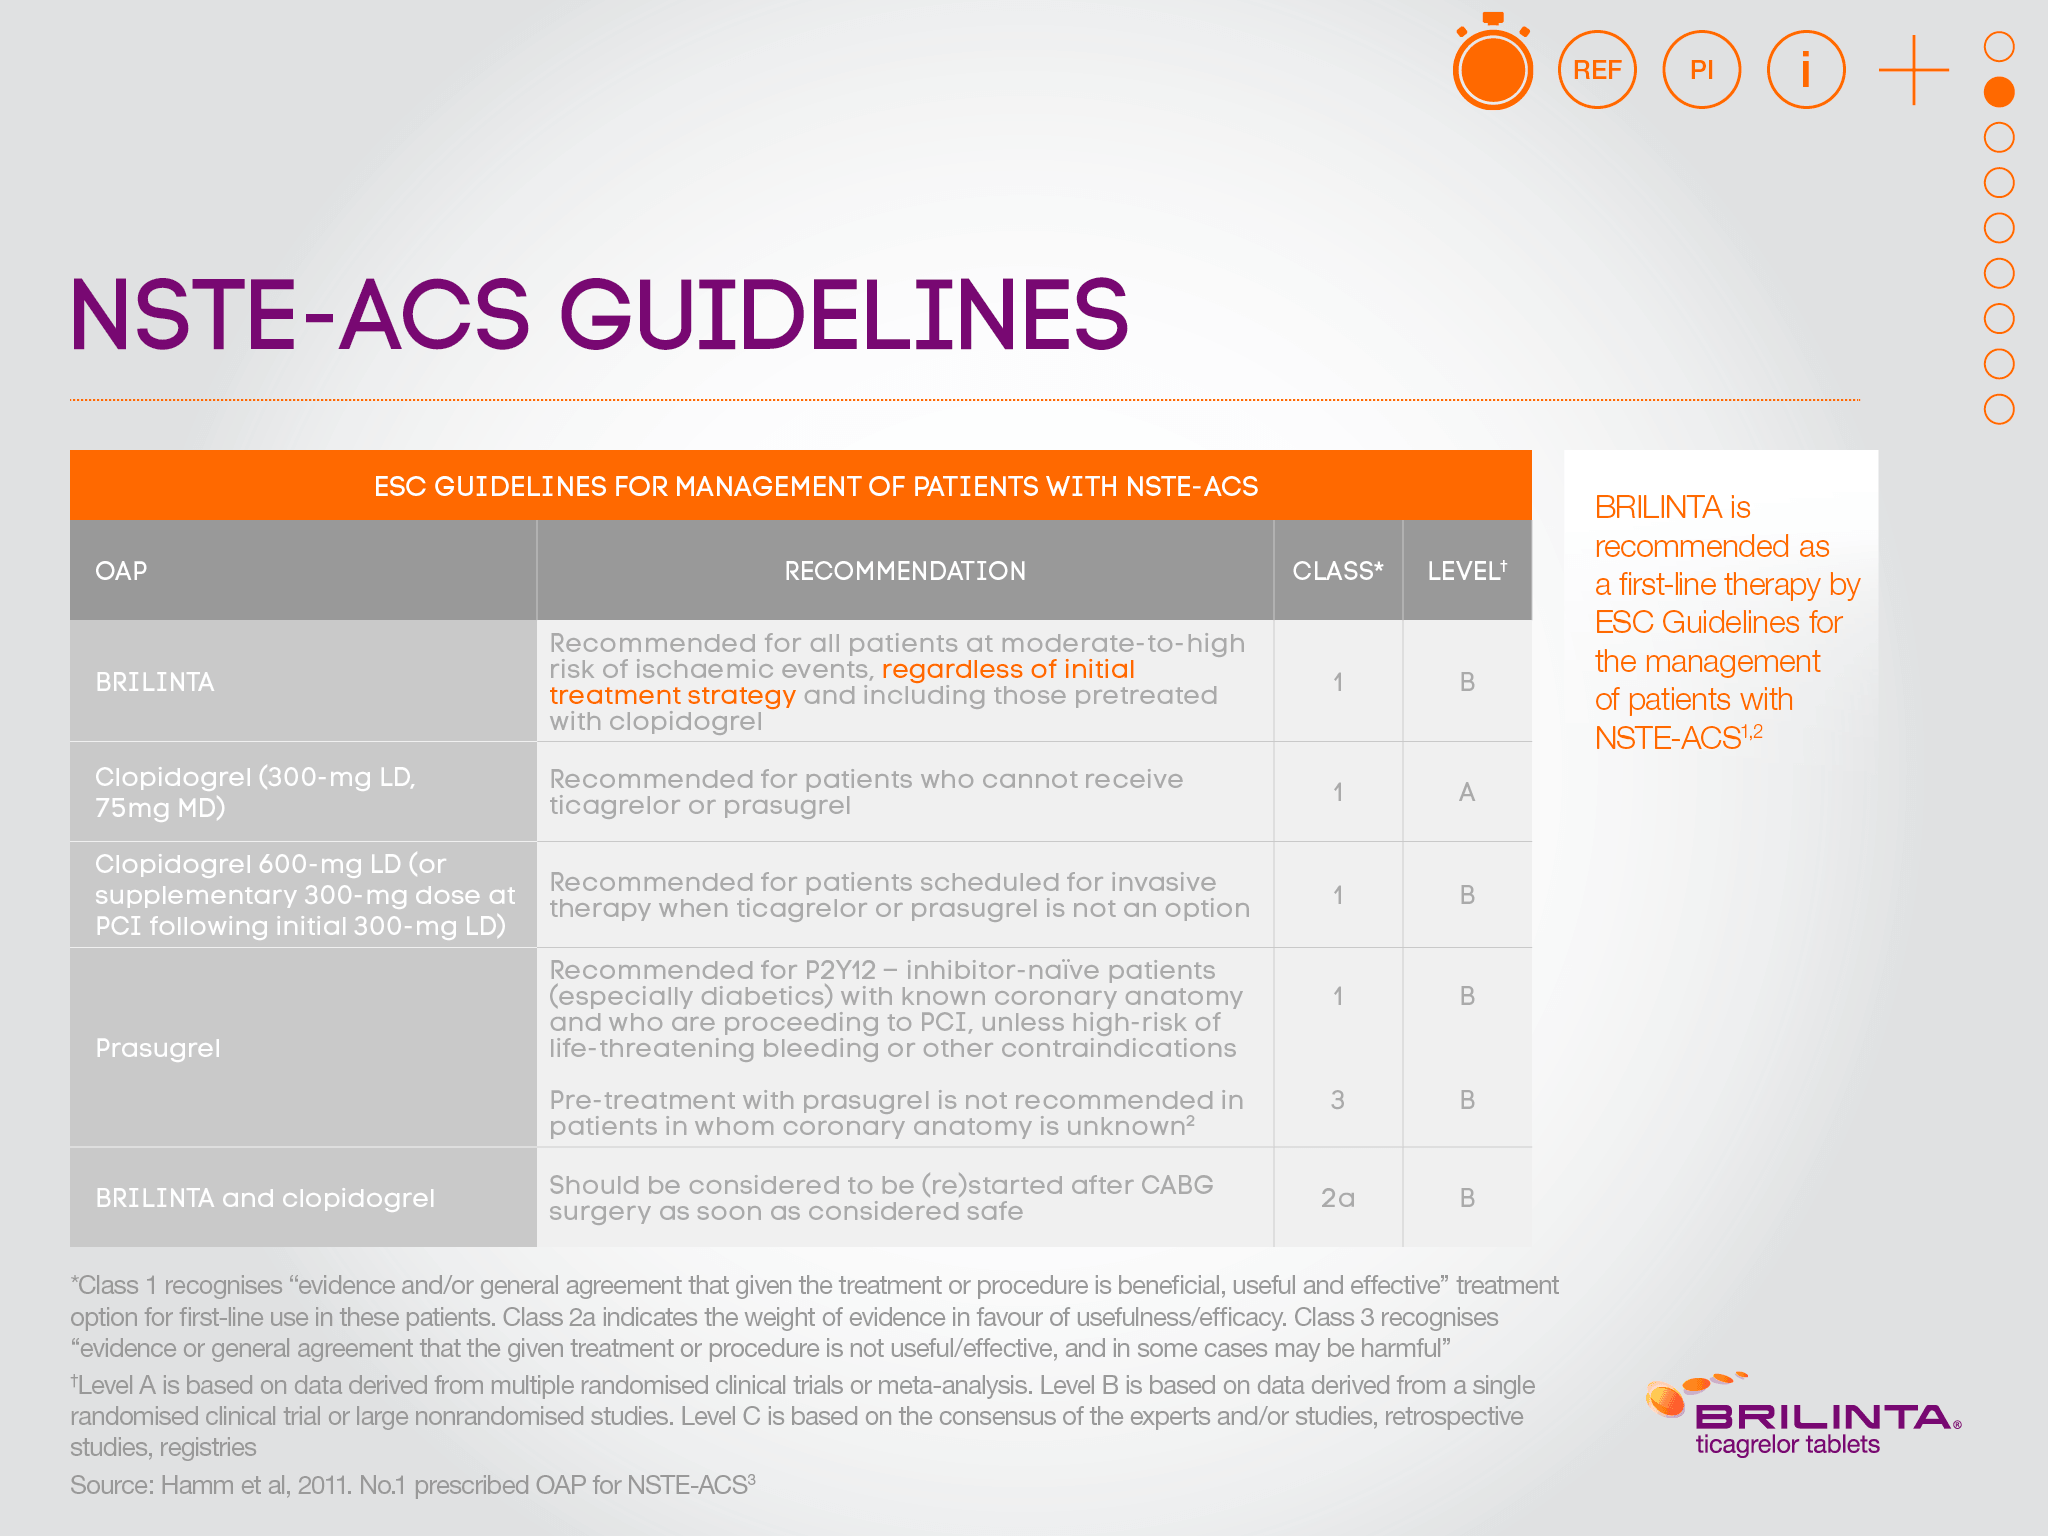 REF
PI
i
NSTE-ACS GUIDELINES
ESC GUIDELINES FOR MANAGEMENT OF PATIENTS WITH NSTE-ACS
OAP
RECOMMENDATION
CLASS*
LEVEL†
BRILINTA
Recommended for all patients at moderate-to-high
risk of ischaemic events, regardless of initial
treatment strategy and including those pretreated
with clopidogrel
1
B
Clopidogrel (300-mg LD,
75mg MD)
Recommended for patients who cannot receive
ticagrelor or prasugrel
1
A
Clopidogrel 600-mg LD (or
supplementary 300-mg dose at
PCI following initial 300-mg LD)
Recommended for patients scheduled for invasive
therapy when ticagrelor or prasugrel is not an option
1
B
Prasugrel
Recommended for P2Y12 – inhibitor-naïve patients
(especially diabetics) with known coronary anatomy
and who are proceeding to PCI, unless high-risk of
life-threatening bleeding or other contraindications
1
B
Pre-treatment with prasugrel is not recommended in
patients in whom coronary anatomy is unknown²
3
B
BRILINTA and clopidogrel
Should be considered to be (re)started after CABG
surgery as soon as considered safe
2a
B
BRILINTA is
recommended as
a first-line therapy by
ESC Guidelines for
the management
of patients with
NSTE-ACS1,2
*Class 1 recognises “evidence and/or general agreement that given the treatment or procedure is beneficial, useful and effective” treatment
option for first-line use in these patients. Class 2a indicates the weight of evidence in favour of usefulness/efficacy. Class 3 recognises
“evidence or general agreement that the given treatment or procedure is not useful/effective, and in some cases may be harmful”
†Level A is based on data derived from multiple randomised clinical trials or meta-analysis. Level B is based on data derived from a single
randomised clinical trial or large nonrandomised studies. Level C is based on the consensus of the experts and/or studies, retrospective
studies, registries
Source: Hamm et al, 2011. No.1 prescribed OAP for NSTE-ACS³
BRILINTA®
ticagrelor tablets